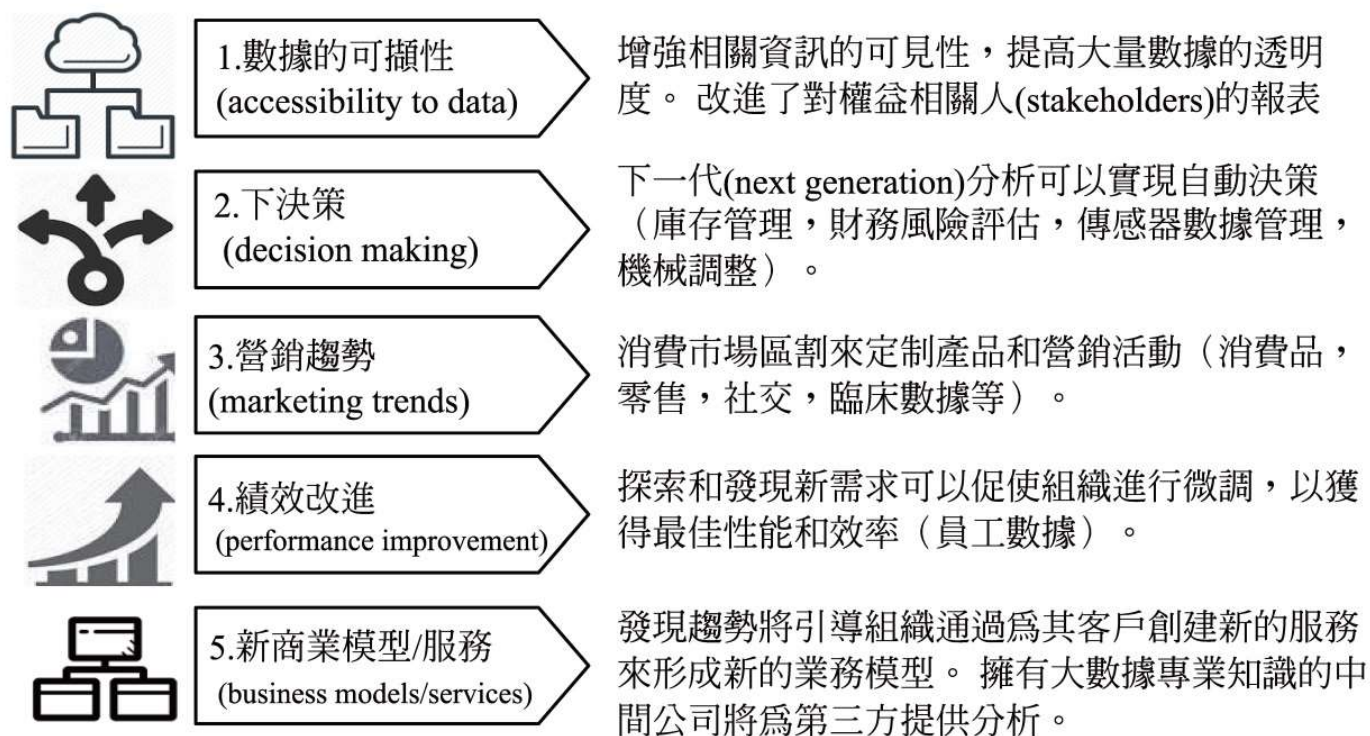 1.數據的可擷性
(accessibility to data)
增強相關資訊的可見性，提高大量數據的透明
度。 改進了對權益相關人(stakeholders)的報表
2.下決策
(decision making)
下一代(next generation)分析可以實現自動決策
（庫存管理，財務風險評估，傳感器數據管理，
機械調整）。
3.營銷趨勢
(marketing trends)
消費市場區割來定制產品和營銷活動（消費品，
零售，社交，臨床數據等）。
4.績效改進
(performance improvement)
探索和發現新需求可以促使組織進行微調，以獲
得最佳性能和效率（員工數據）。
5.新商業模型/服務
(business models/services)
發現趨勢將引導組織通過爲其客戶創建新的服務
來形成新的業務模型。 擁有大數據專業知識的中
間公司將爲第三方提供分析。